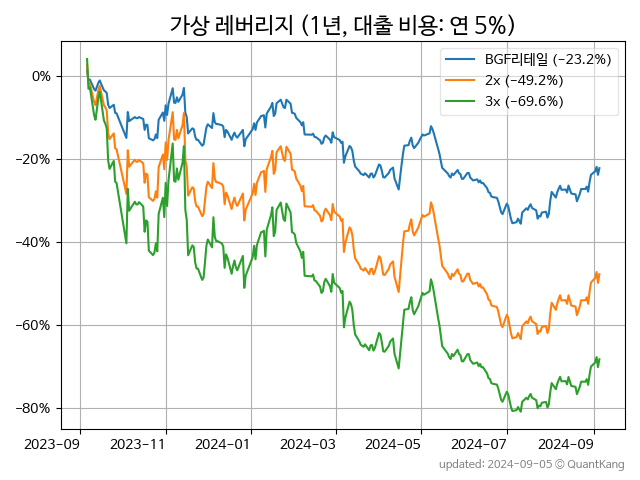 가상 레버리지 (1년, 대출 비용: 연 5%)
BGF리테일 (−23.2%)
2x (−49.2%)
3x (−69.6%)
0%
−20%
−40%
−60%
−80%
2023-09 2023-11 2024-01 2024-03 2024-05 2024-07 2024-09
updated: 2024-09-05 © QuantKang